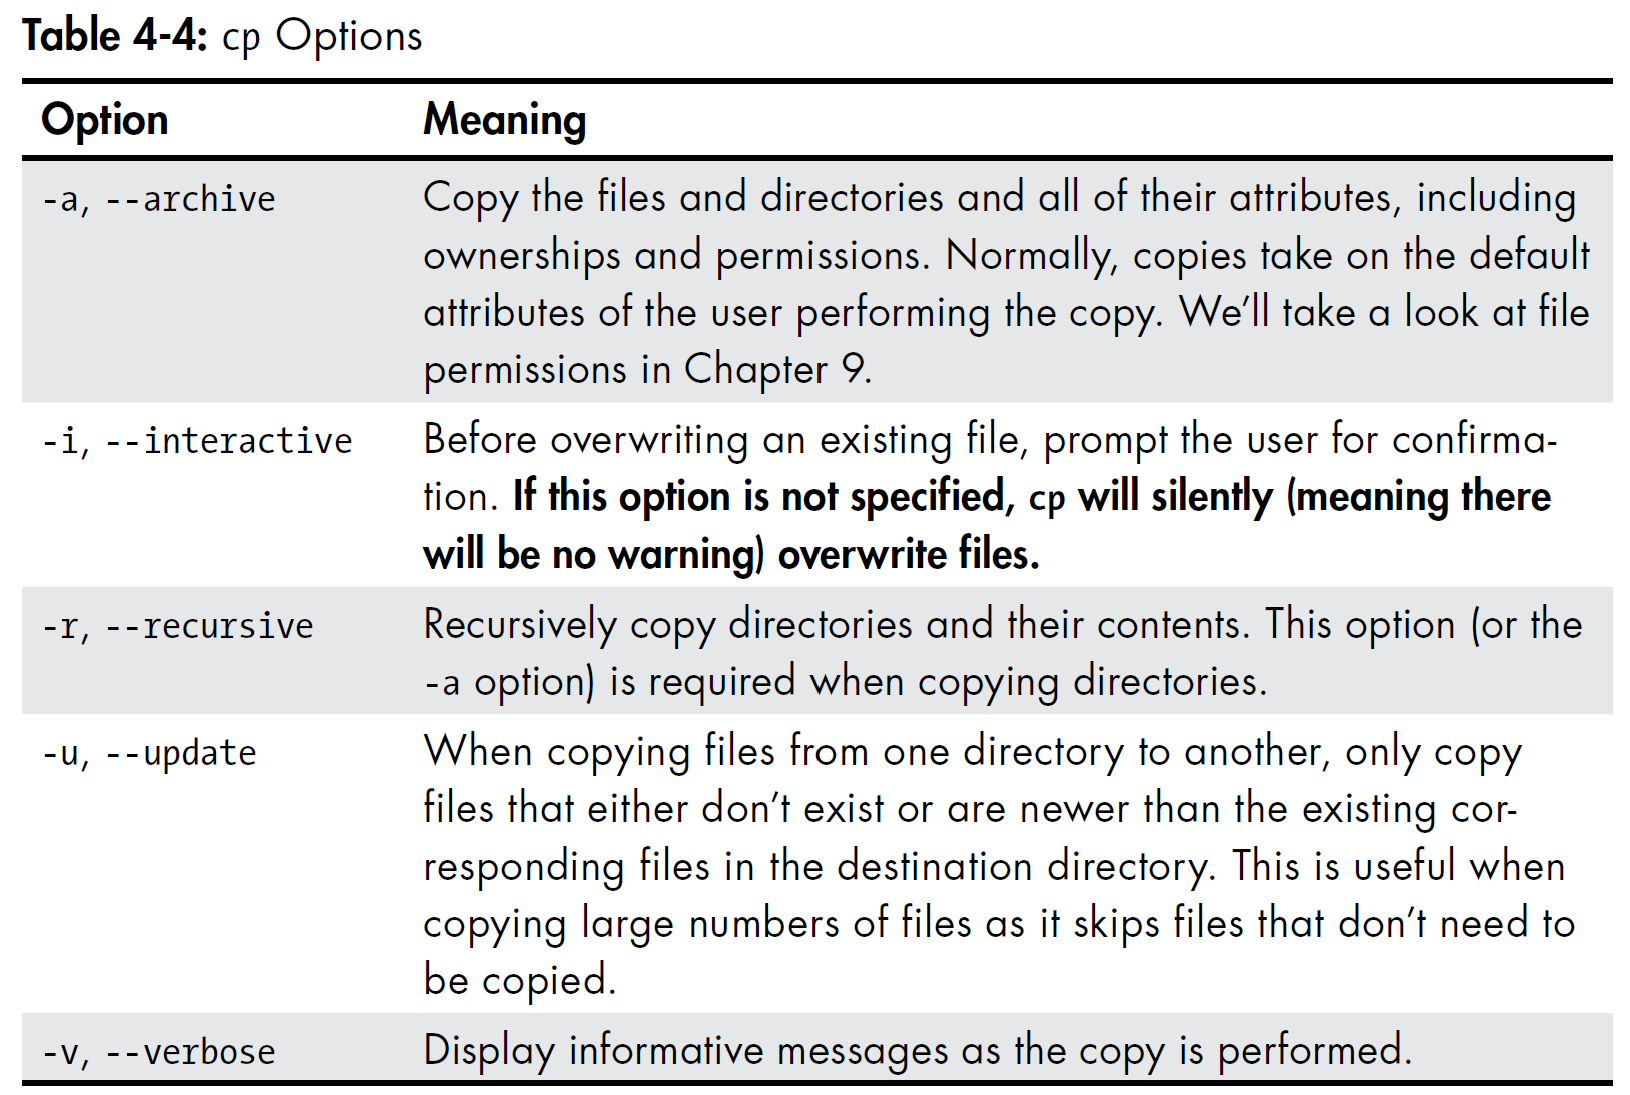 Table 4-4: cp Options
Option Meaning
-a, --archive Copy the files and directories and all of their attributes, including
ownerships and permissions. Normally, copies take on the default
attributes of the user performing the copy. We’ll take a look at file
permissions in Chapter 9.
-i, --interactive Before overwriting an existing file, prompt the user for confirma-
tion. If this option is not specified, cp will silently (meaning there
will be no warning) overwrite files.
-r, --recursive Recursively copy directories and their contents. This option (or the
-a option) is required when copying directories.
-u, --update When copying files from one directory to another, only copy
files that either don’t exist or are newer than the existing cor-
responding files in the destination directory. This is useful when
copying large numbers of files as it skips files that don’t need to
be copied.
-v, --verbose Display informative messages as the copy is performed.